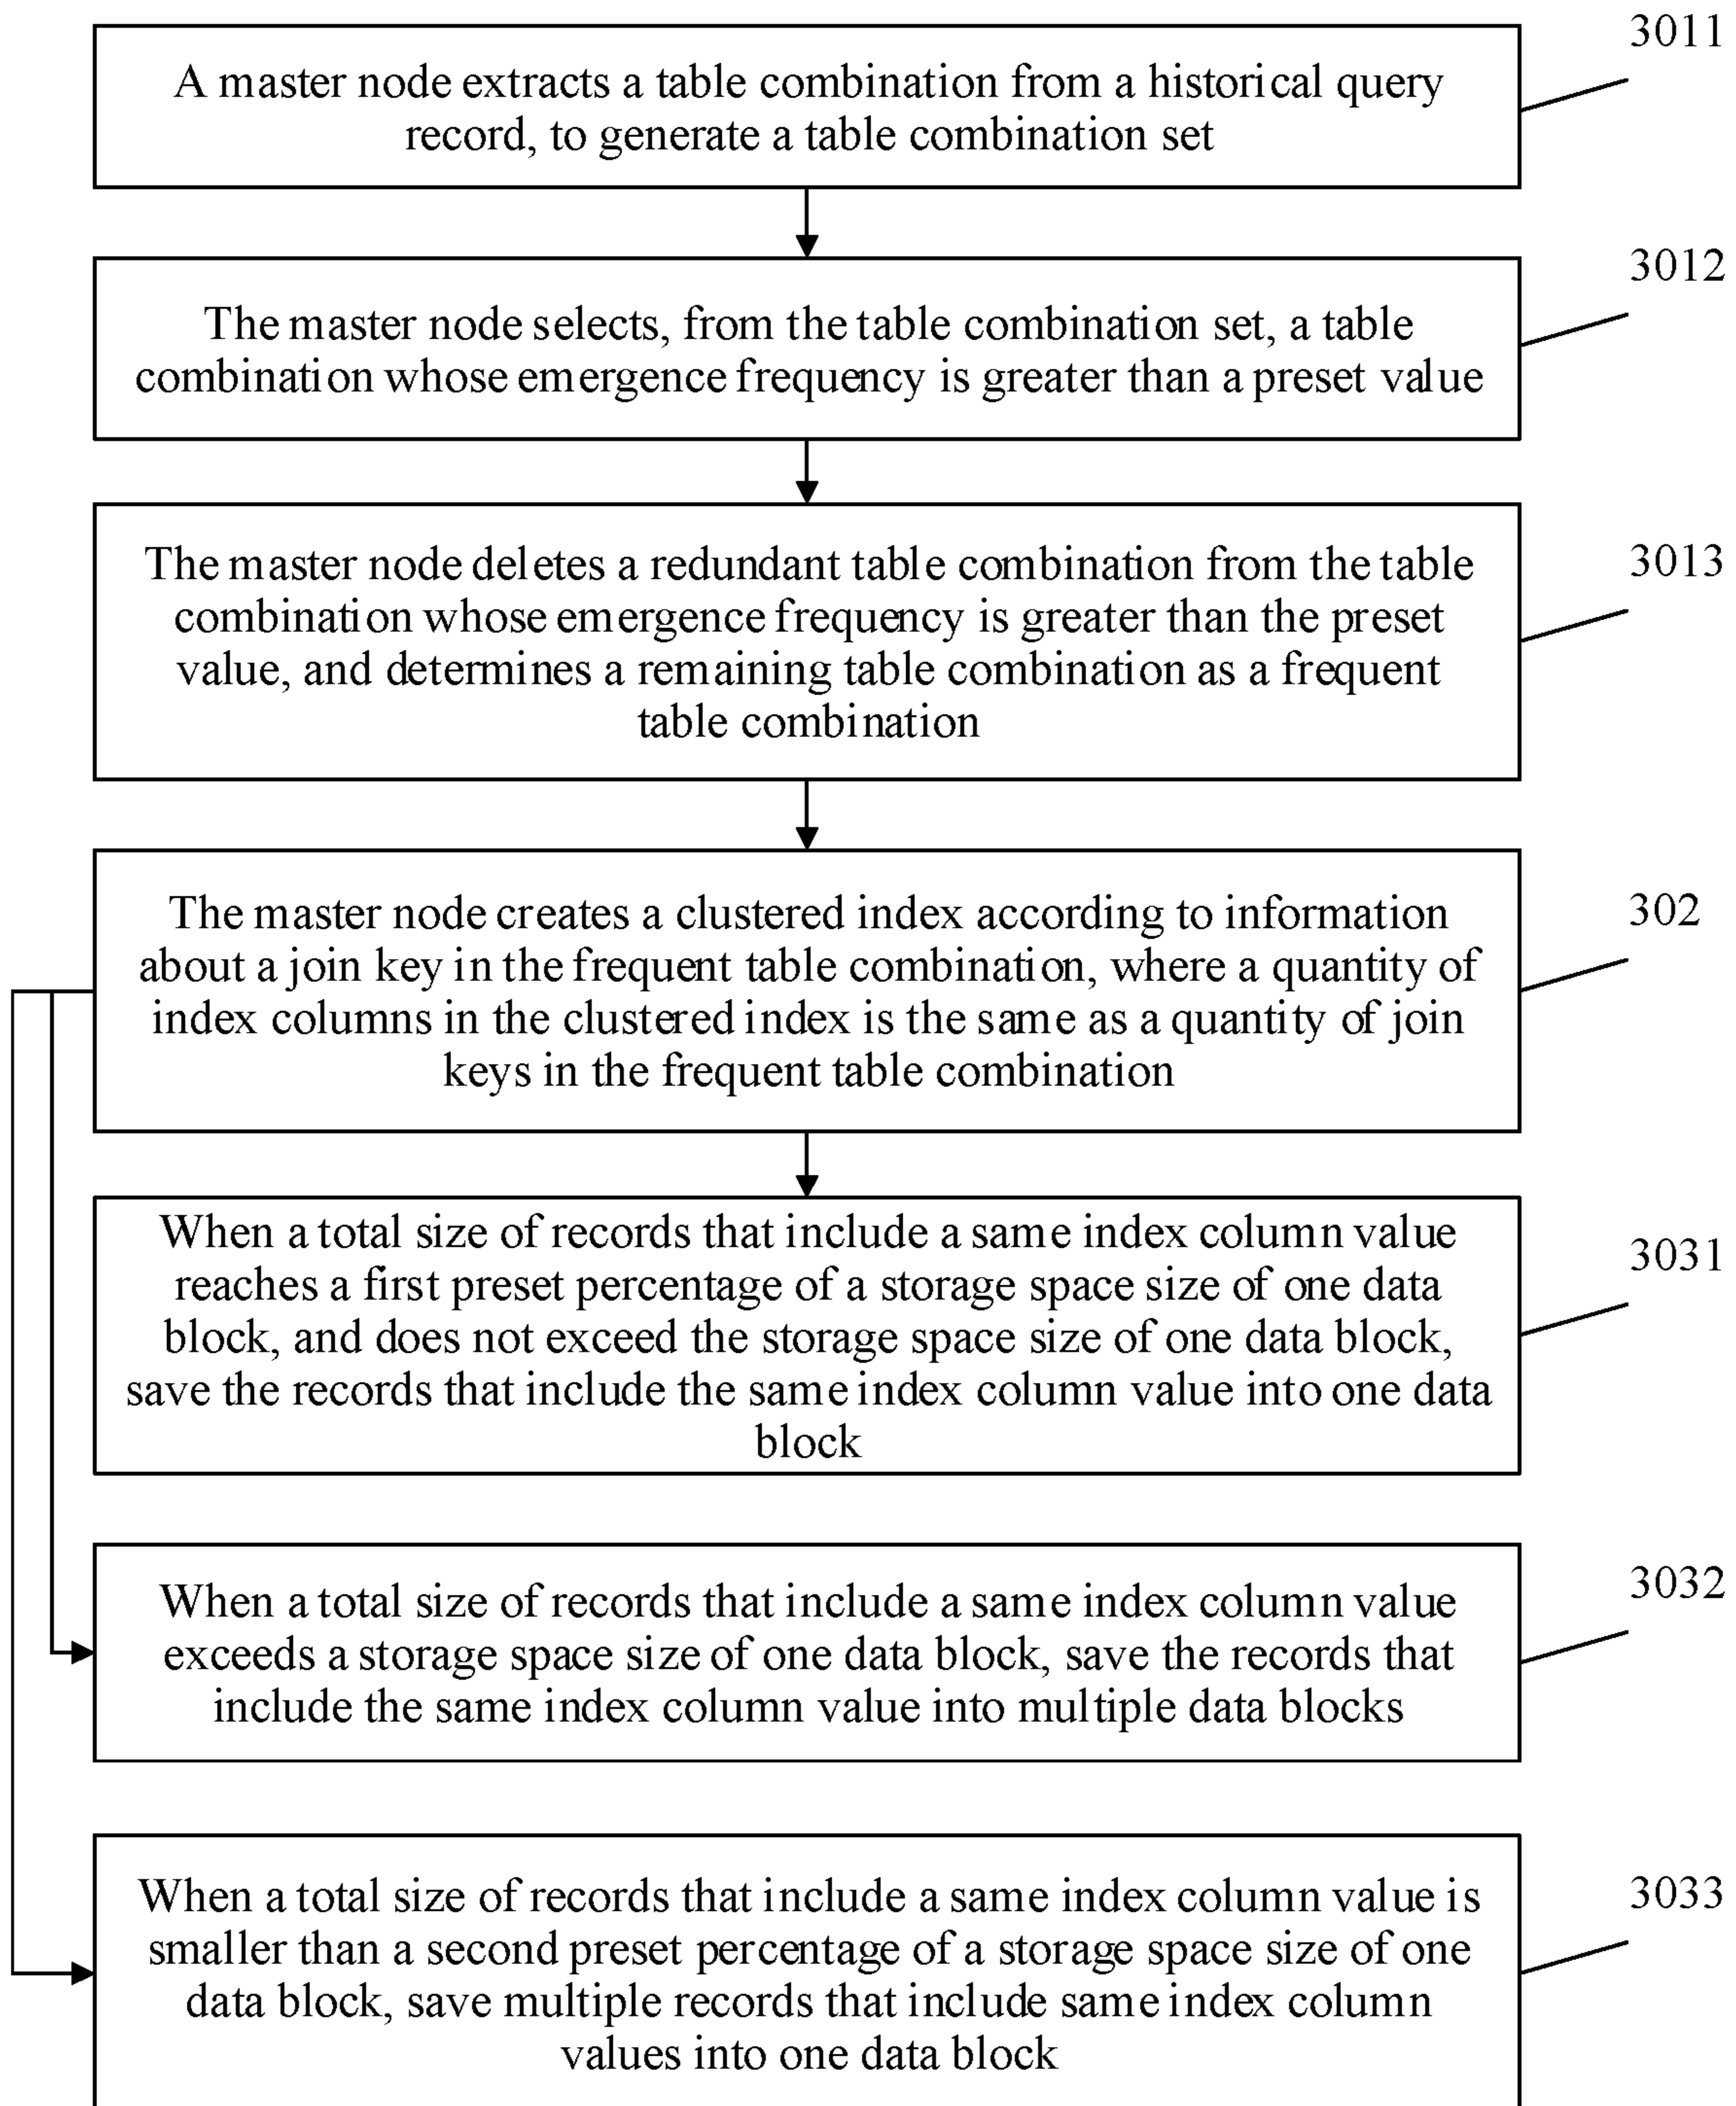 3011
A master node extracts a table combination from a historical query
record, to generate a table combination set
3012
The master node selects, from the table combination set, a table
combination whose emergence frequency is greater than a preset value
3013
The master node deletes a redundant table combination from the table
combination whose emergence frequency is greater than the preset
value, and determines a remaining table combination as a frequent
table combination
302
The master node creates a clustered index according to information
about a join key in the frequent table combination, where a quantity of
index columns in the clustered index is the same as a quantity of join
keys in the frequent table combination
3031
When a total size of records that include a same index column value
reaches a first preset percentage of a storage space size of one data
block, and does not exceed the storage space size of one data block,
save the records that include the same index column value into one data
block
3032
When a total size of records that include a same index column value
exceeds a storage space size of one data block, save the records that
include the same index column value into multiple data blocks
3033
When a total size of records that include a same index column value is
smaller than a second preset percentage of a storage space size of one
data block, save multiple records that include same index column
values into one data block